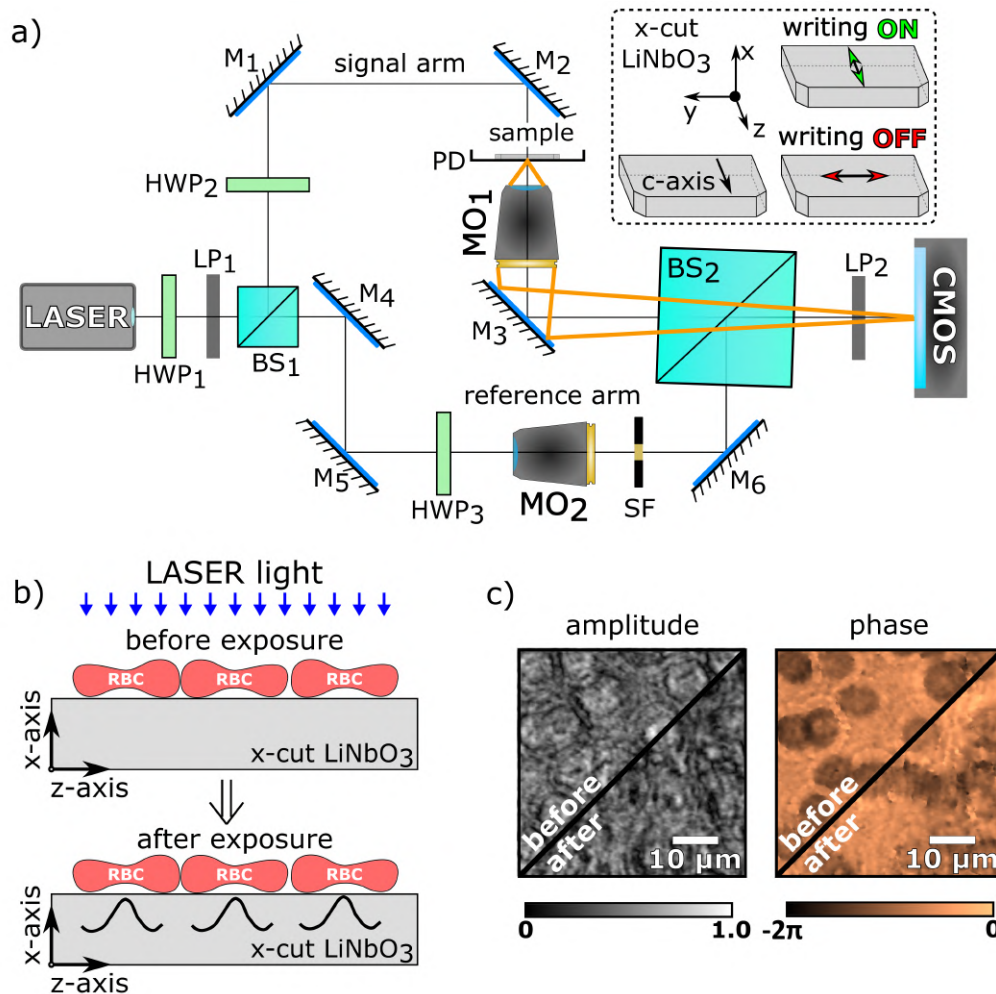 a)
M1
signal arm
M2
x-cut
LiNbO3
x
y
z
writing ON
c-axis
writing OFF
sample
PD
HWP2
MO1
LP1
M4
BS2
LP2
CMOS
LASER
HWP1
BS1
M3
reference arm
M5
HWP3
MO2
SF
M6
b)
LASER light
before exposure
RBC RBC RBC
x-axis
x-cut LiNbO3
z-axis
after exposure
RBC RBC RBC
x-axis
x-cut LiNbO3
z-axis
c)
amplitude
phase
before
after
10 μm
before
after
10 μm
0 1.0
-2π 0